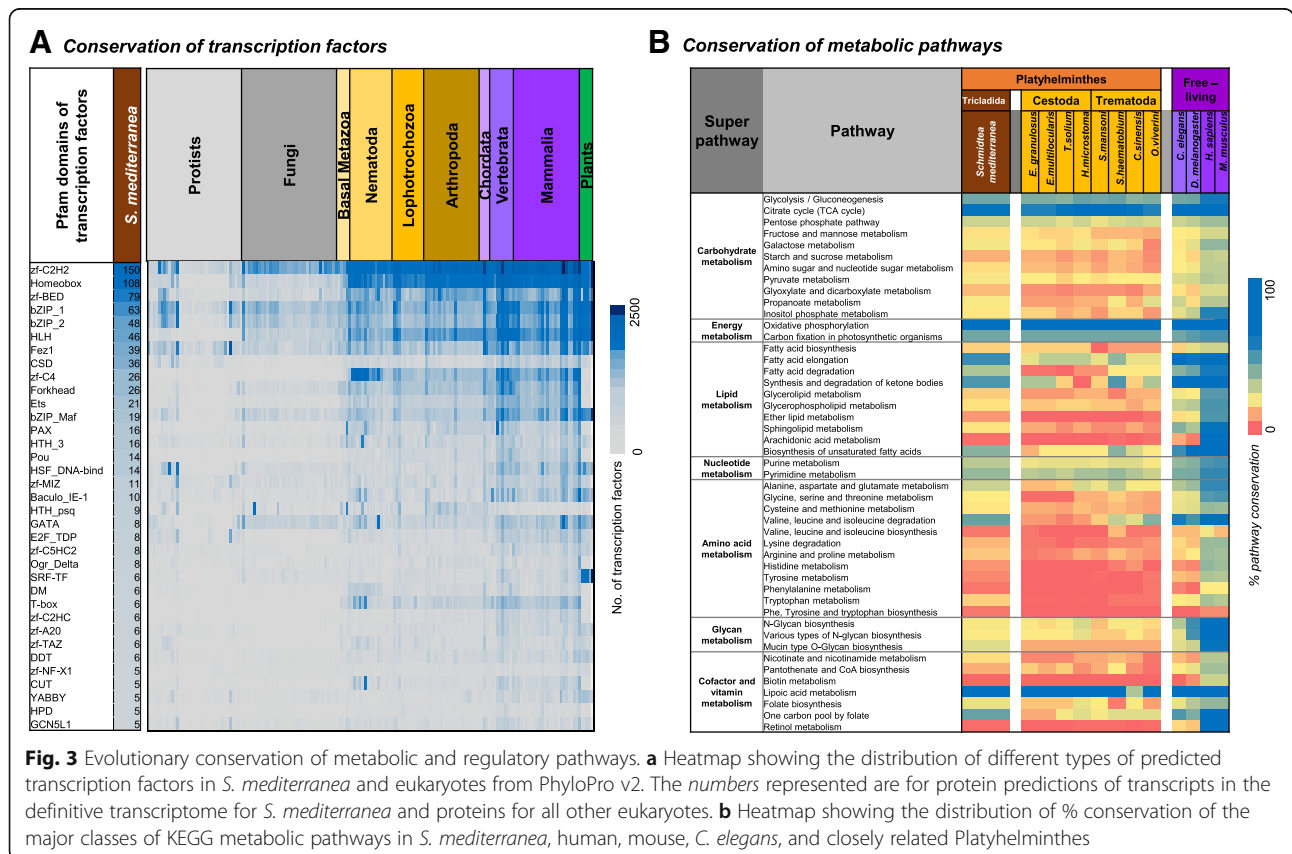 A Conservation of transcription factors
Pfam domains of
transcription factors
S. mediterranea
Protists
Fungi
Basal Metazoa
Nematoda
Lophotrochozoa
Arthropoda
Chordata
Vertebrata
Mammalia
Plants
zf-C2H2 150
Homeobox 108
zf-BED 79
bZIP_1 63
bZIP_2 48
HLH 46
Fez1 39
CSD 36
zf-C4 26
Forkhead 26
Ets 21
bZIP_Maf 19
PAX 16
HTH_3 16
Pou 14
HSF_DNA-bind 14
zf-MIZ 11
Baculo_IE-1 10
HTH_psq 9
GATA 8
E2F_TDP 8
zf-C5HC2 8
Ogr_Delta 8
SRF-TF 6
DM 6
T-box 6
zf-C2HC 6
zf-A20 6
zf-TAZ 6
DDT 6
zf-NF-X1 5
CUT 5
YABBY 5
HPD 5
GCN5L1 5
2500
0
No. of transcription factors
B Conservation of metabolic pathways
Super
pathway
Pathway
Platyhelminthes
Free –
living
Tricladida
Cestoda
Trematoda
Schmidtea
mediterranea
E. granulosus
E.multilocularis
T.solium
H.microstoma
S.mansoni
S.haematobium
C.sinensis
O.viverini
C. elegans
D. melanogaster
H. sapiens
M. musculus
Carbohydrate
metabolism
Glycolysis / Gluconeogenesis
Citrate cycle (TCA cycle)
Pentose phosphate pathway
Fructose and mannose metabolism
Galactose metabolism
Starch and sucrose metabolism
Amino sugar and nucleotide sugar metabolism
Pyruvate metabolism
Glyoxylate and dicarboxylate metabolism
Propanoate metabolism
Inositol phosphate metabolism
Energy
metabolism
Oxidative phosphorylation
Carbon fixation in photosynthetic organisms
Lipid
metabolism
Fatty acid biosynthesis
Fatty acid elongation
Fatty acid degradation
Synthesis and degradation of ketone bodies
Glycerolipid metabolism
Glycerophospholipid metabolism
Ether lipid metabolism
Sphingolipid metabolism
Arachidonic acid metabolism
Biosynthesis of unsaturated fatty acids
Nucleotide
metabolism
Purine metabolism
Pyrimidine metabolism
Amino acid
metabolism
Alanine, aspartate and glutamate metabolism
Glycine, serine and threonine metabolism
Cysteine and methionine metabolism
Valine, leucine and isoleucine degradation
Valine, leucine and isoleucine biosynthesis
Lysine degradation
Arginine and proline metabolism
Histidine metabolism
Tyrosine metabolism
Phenylalanine metabolism
Tryptophan metabolism
Phe, Tyrosine and tryptophan biosynthesis
Glycan
metabolism
N-Glycan biosynthesis
Various types of N-glycan biosynthesis
Mucin type O-Glycan biosynthesis
Cofactor and
vitamin
metabolism
Nicotinate and nicotinamide metabolism
Pantothenate and CoA biosynthesis
Biotin metabolism
Lipoic acid metabolism
Folate biosynthesis
One carbon pool by folate
Retinol metabolism
100
0
% pathway conservation
Fig. 3 Evolutionary conservation of metabolic and regulatory pathways. a Heatmap showing the distribution of different types of predicted
transcription factors in S. mediterranea and eukaryotes from PhyloPro v2. The numbers represented are for protein predictions of transcripts in the
definitive transcriptome for S. mediterranea and proteins for all other eukaryotes. b Heatmap showing the distribution of % conservation of the
major classes of KEGG metabolic pathways in S. mediterranea, human, mouse, C. elegans, and closely related Platyhelminthes